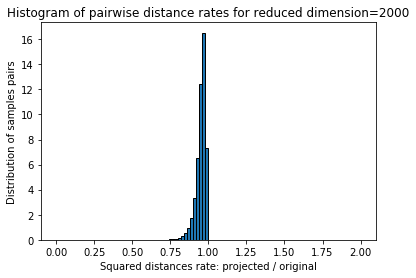 Histogram of pairwise distance rates for reduced dimension=2000
Distribution of samples pairs
16
14
12
10
8
6
4
2
0
0.00 0.25 0.50 0.75 1.00 1.25 1.50 1.75 2.00
Squared distances rate: projected / original